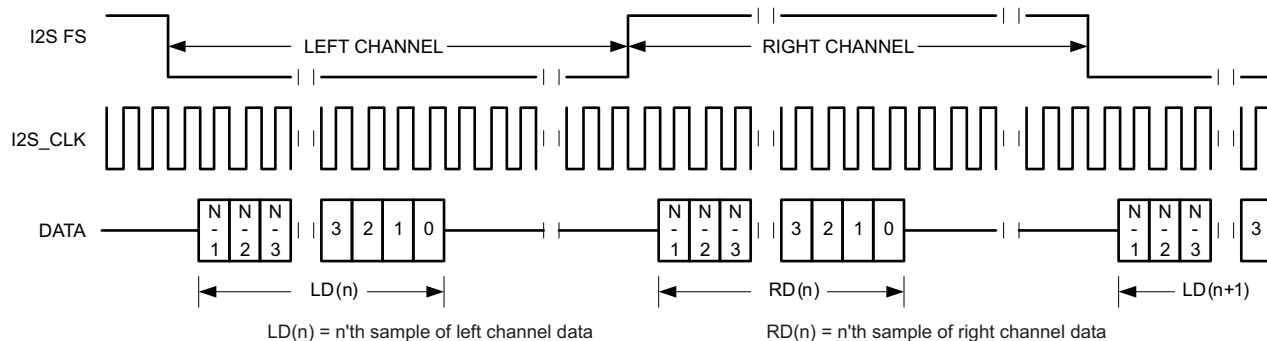 I2S FS
LEFT CHANNEL
RIGHT CHANNEL
I2S_CLK
DATA
N-1 N-2 N-3 3 2 1 0 N-1 N-2 N-3 3 2 1 0 N-1 N-2 N-3 3
LD(n) RD(n) LD(n+1)
LD(n) = n'th sample of left channel data
RD(n) = n'th sample of right channel data